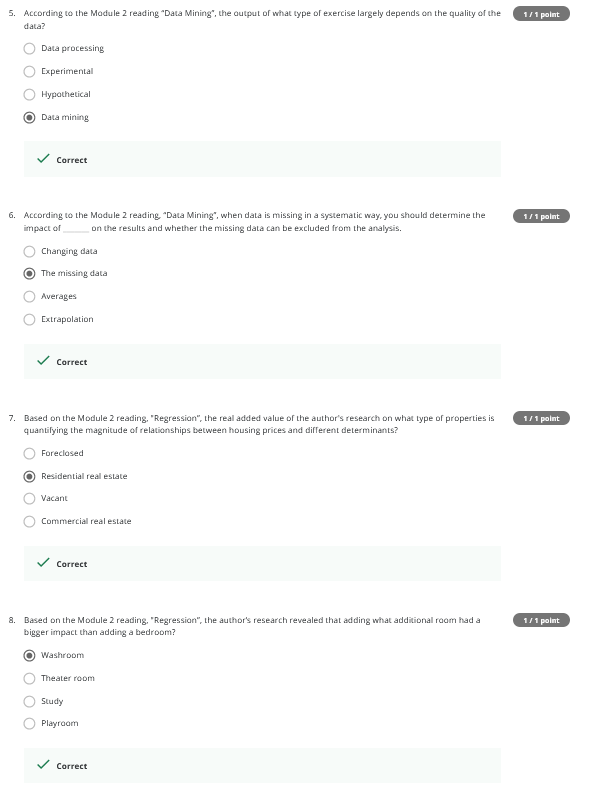 5. According to the Module 2 reading “Data Mining”, the output of what type of exercise largely depends on the quality of the
data?
1 / 1 point
Data processing
Experimental
Hypothetical
Data mining
Correct
6. According to the Module 2 reading, “Data Mining”, when data is missing in a systematic way, you should determine the
impact of ______ on the results and whether the missing data can be excluded from the analysis.
1 / 1 point
Changing data
The missing data
Averages
Extrapolation
Correct
7. Based on the Module 2 reading, "Regression”, the real added value of the author's research on what type of properties is
quantifying the magnitude of relationships between housing prices and different determinants?
1 / 1 point
Foreclosed
Residential real estate
Vacant
Commercial real estate
Correct
8. Based on the Module 2 reading, "Regression”, the author’s research revealed that adding what additional room had a
bigger impact than adding a bedroom?
1 / 1 point
Washroom
Theater room
Study
Playroom
Correct